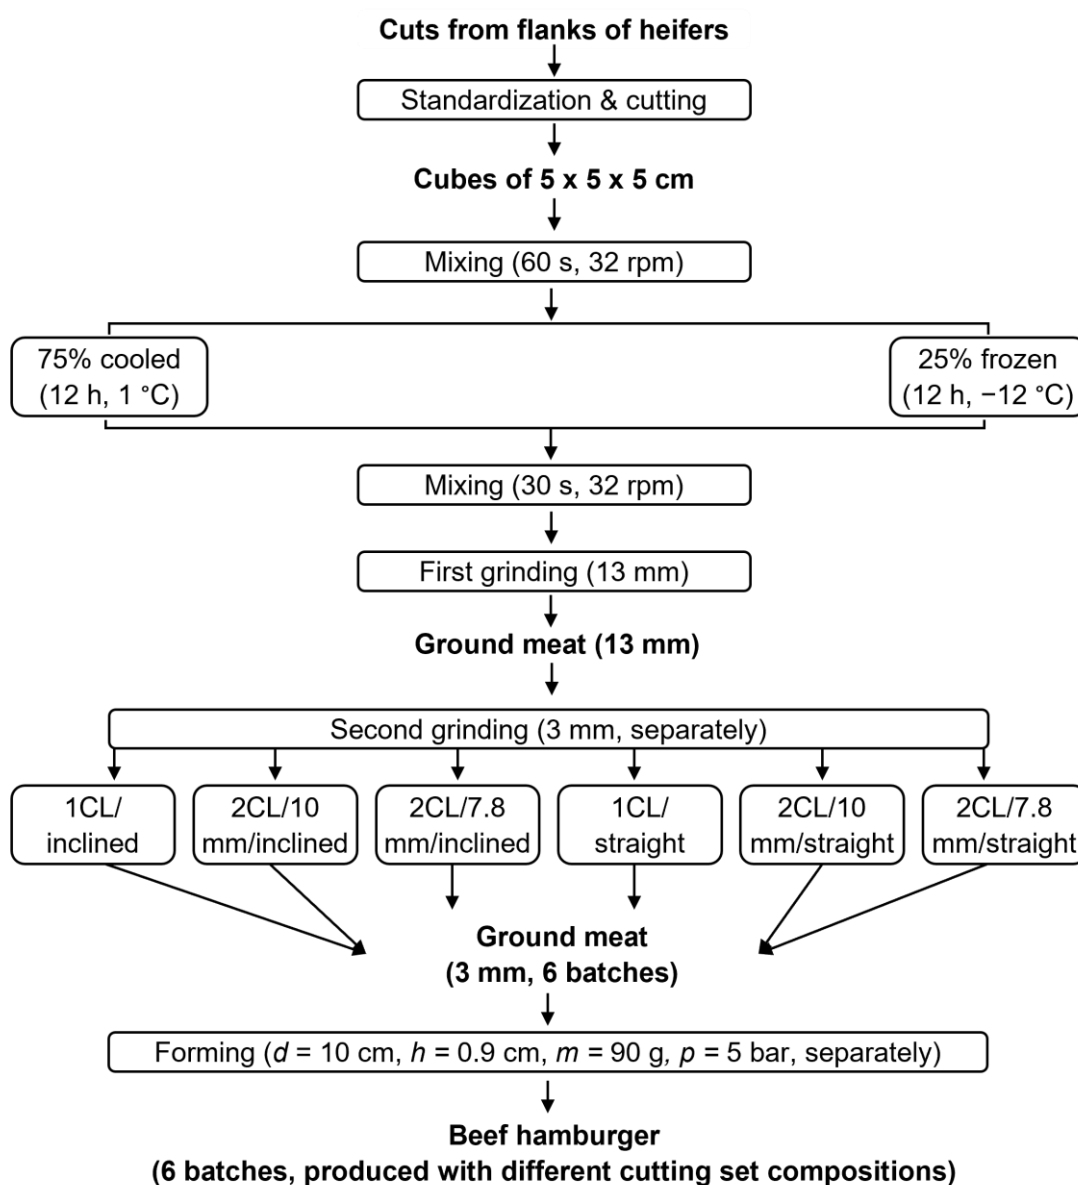 Cuts from flanks of heifers
Standardization & cutting
Cubes of 5 x 5 x 5 cm
Mixing (60 s, 32 rpm)
75% cooled
(12 h, 1 °C)
25% frozen
(12 h, −12 °C)
Mixing (30 s, 32 rpm)
First grinding (13 mm)
Ground meat (13 mm)
Second grinding (3 mm, separately)
1CL/
inclined
2CL/10
mm/inclined
2CL/7.8
mm/inclined
1CL/
straight
2CL/10
mm/straight
2CL/7.8
mm/straight
Ground meat
(3 mm, 6 batches)
Forming (d = 10 cm, h = 0.9 cm, m = 90 g, p = 5 bar, separately)
Beef hamburger
(6 batches, produced with different cutting set compositions)